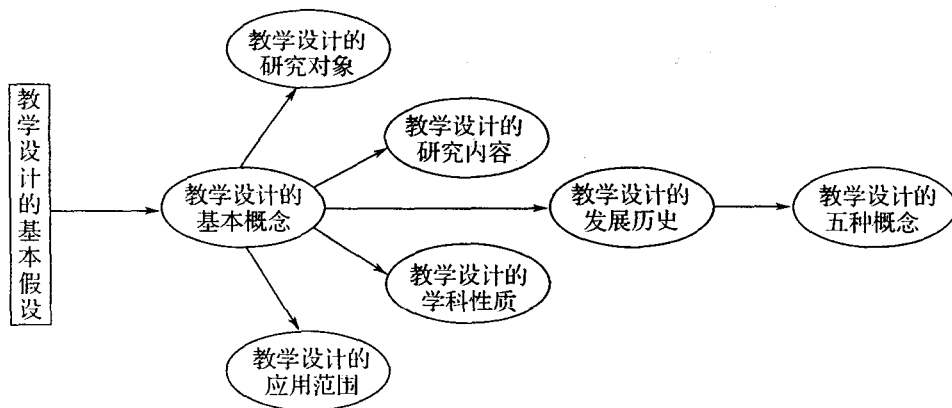 教学设计的基本假设
教学设计的
研究对象
教学设计的
研究内容
教学设计的
基本概念
教学设计的
发展历史
教学设计的
五种概念
教学设计的
学科性质
教学设计的
应用范围